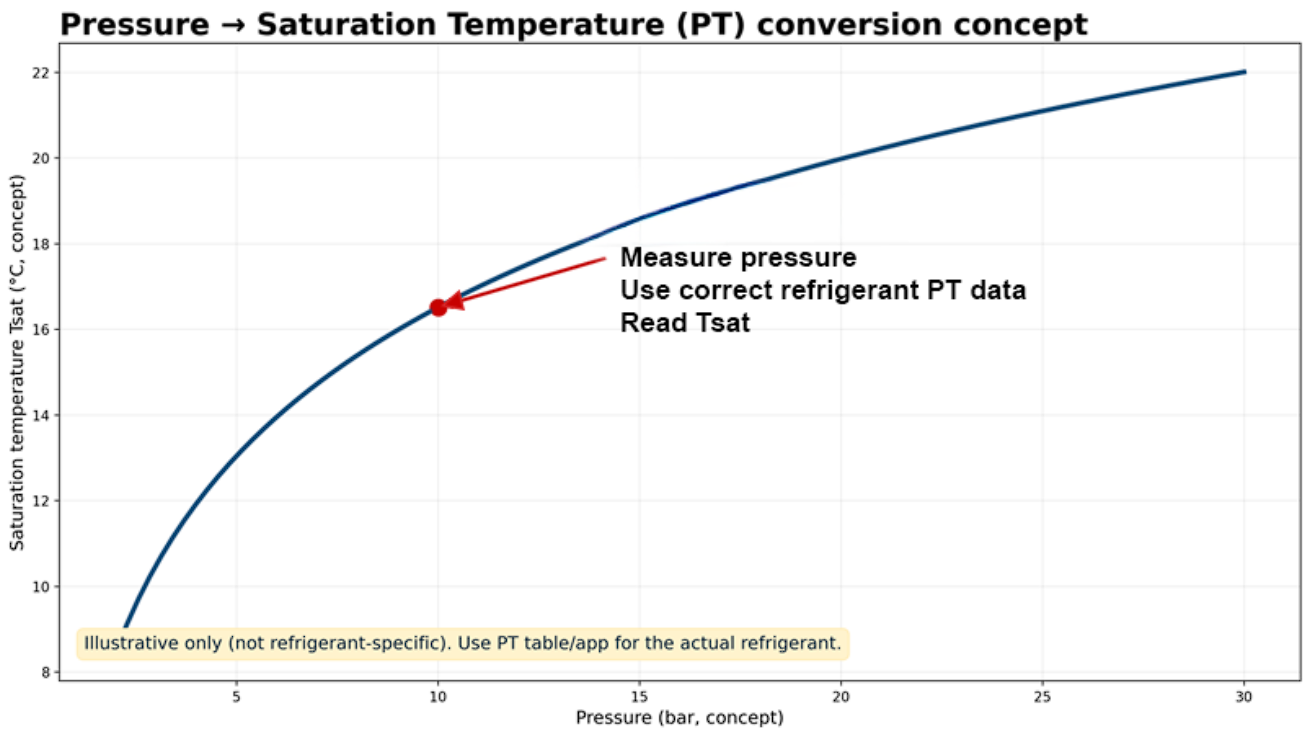 Pressure → Saturation Temperature (PT) conversion concept
Saturation temperature Tsat (°C, concept)
22
20
18
16
14
12
10
8
Measure pressure
Use correct refrigerant PT data
Read Tsat
Illustrative only (not refrigerant-specific). Use PT table/app for the actual refrigerant.
5
10
15
20
25
30
Pressure (bar, concept)